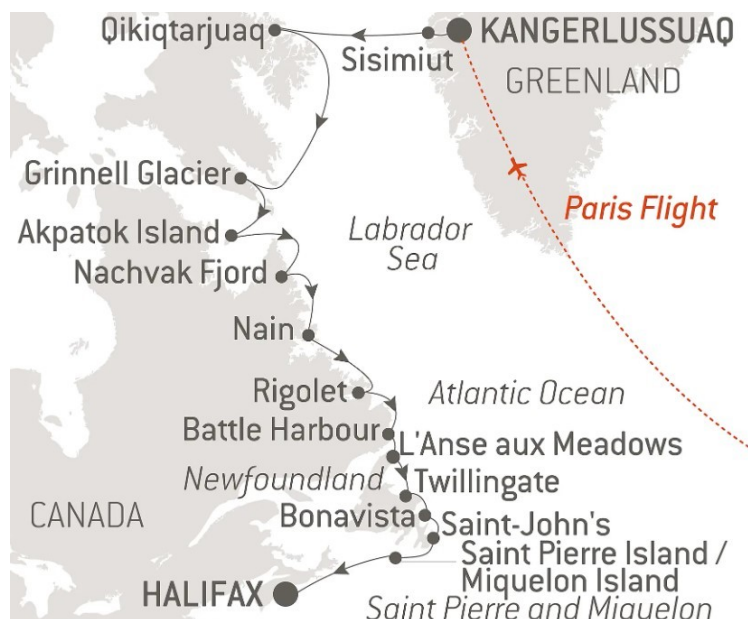 Qikiqtarjuaq
KANGERLUSSUAQ
Sisimiut
GREENLAND
Grinnell Glacier
Paris Flight
Akpatok Island
Labrador
Sea
Nachvak Fjord
Nain
Rigolet
Atlantic Ocean
Battle Harbour
L'Anse aux Meadows
Newfoundland
Twillingate
CANADA
Bonavista
Saint-John's
Saint Pierre Island /
Miquelon Island
HALIFAX
Saint Pierre and Miquelon